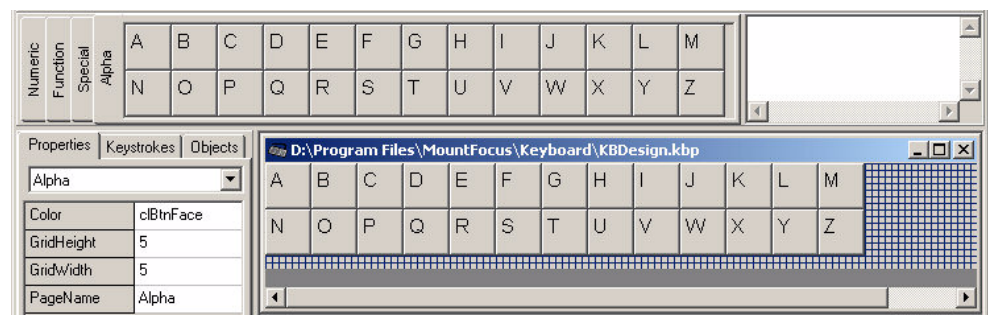 Numeric
Function
Special
Alpha
A B C D E F G H I J K L M
N O P Q R S T U V W X Y Z
Properties Keystrokes Objects
Alpha
Color clBtnFace
GridHeight 5
GridWidth 5
PageName Alpha
D:\Program Files\MountFocus\Keyboard\KBDesign.kbp
A B C D E F G H I J K L M
N O P Q R S T U V W X Y Z